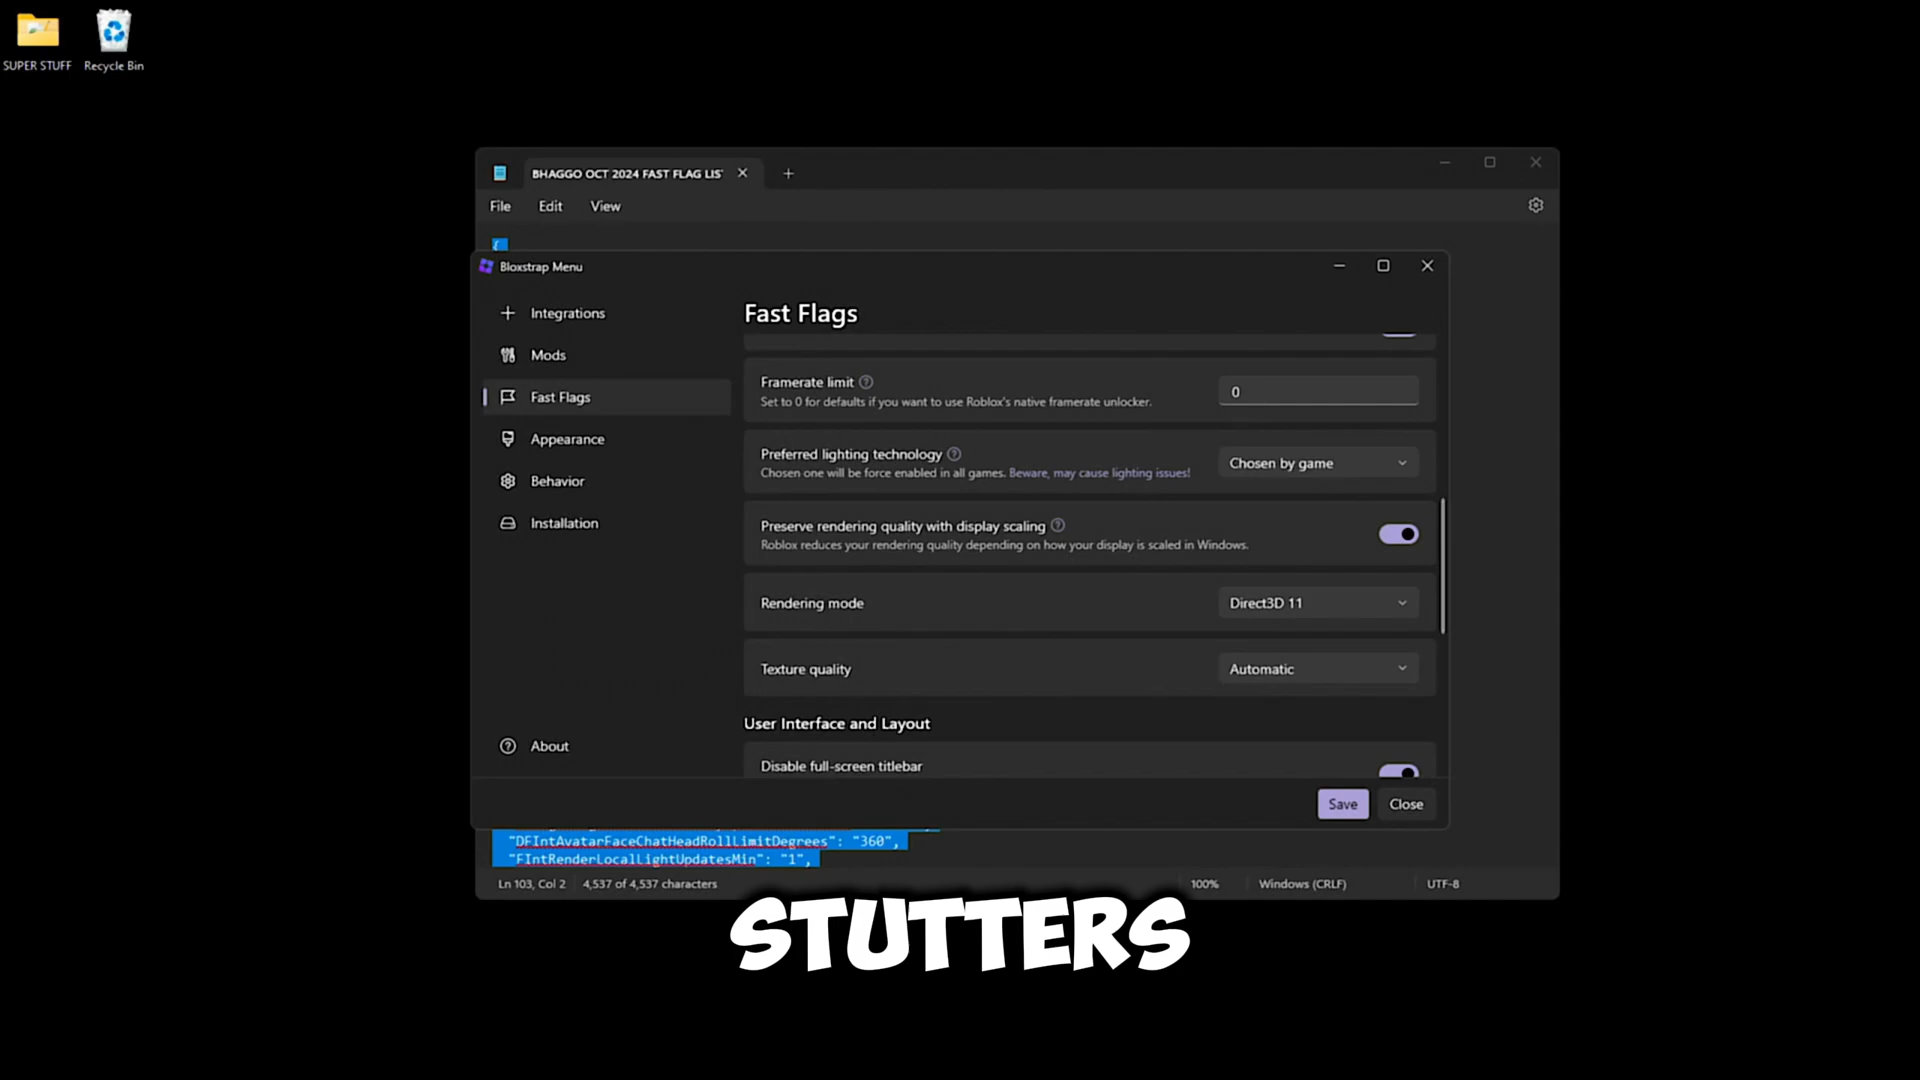 SUPER STUFF
Recycle Bin
BHAGGO OCT 2024 FAST FLAG LIS
File Edit View
{
Bloxstrap Menu
Integrations
Mods
Fast Flags
Appearance
Behavior
Installation
About
Fast Flags
Framerate limit
Set to 0 for defaults if you want to use Roblox's native framerate unlocker.
0
Preferred lighting technology
Chosen one will be force enabled in all games. Beware, may cause lighting issues!
Chosen by game
Preserve rendering quality with display scaling
Roblox reduces your rendering quality depending on how your display is scaled in Windows.
Rendering mode
Direct3D 11
Texture quality
Automatic
User Interface and Layout
Disable full-screen titlebar
Save
Close
"DFIntAvatarFaceChatHeadRollLimitDegrees": "360",
"FIntRenderLocalLightUpdatesMin": "1",
Ln 103, Col 2 4,537 of 4,537 characters 100% Windows (CRLF) UTF-8
STUTTERS